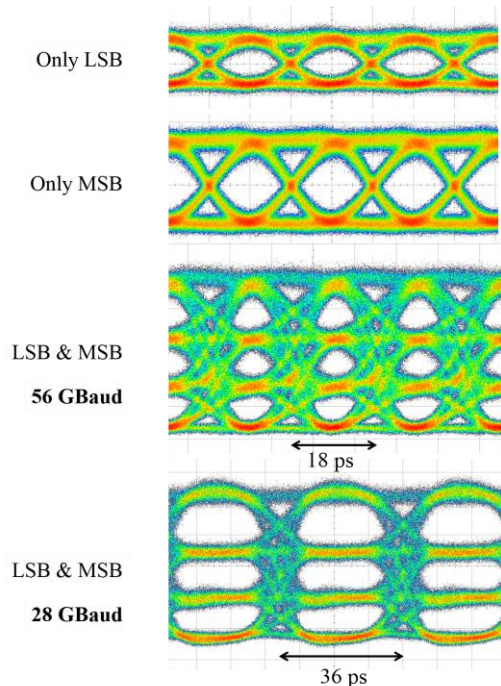 Only LSB
Only MSB
LSB & MSB
56 GBaud
18 ps
LSB & MSB
28 GBaud
36 ps